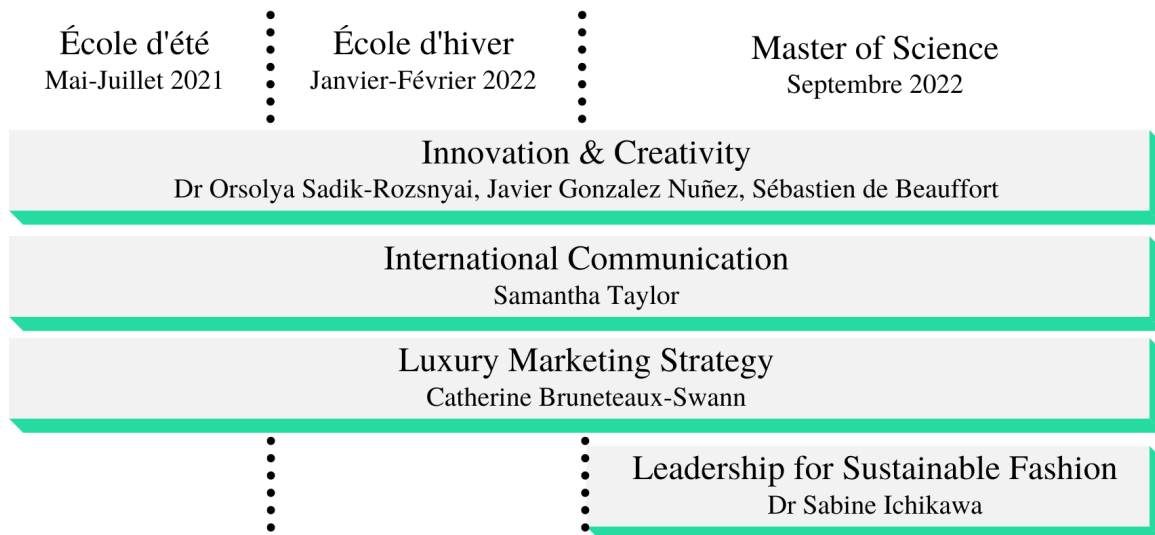 École d'été
Mai-Juillet 2021
École d'hiver
Janvier-Février 2022
Master of Science
Septembre 2022
Innovation & Creativity
Dr Orsolya Sadik-Rozsnyai, Javier Gonzalez Nuñez, Sébastien de Beauffort
International Communication
Samantha Taylor
Luxury Marketing Strategy
Catherine Bruneteaux-Swann
Leadership for Sustainable Fashion
Dr Sabine Ichikawa